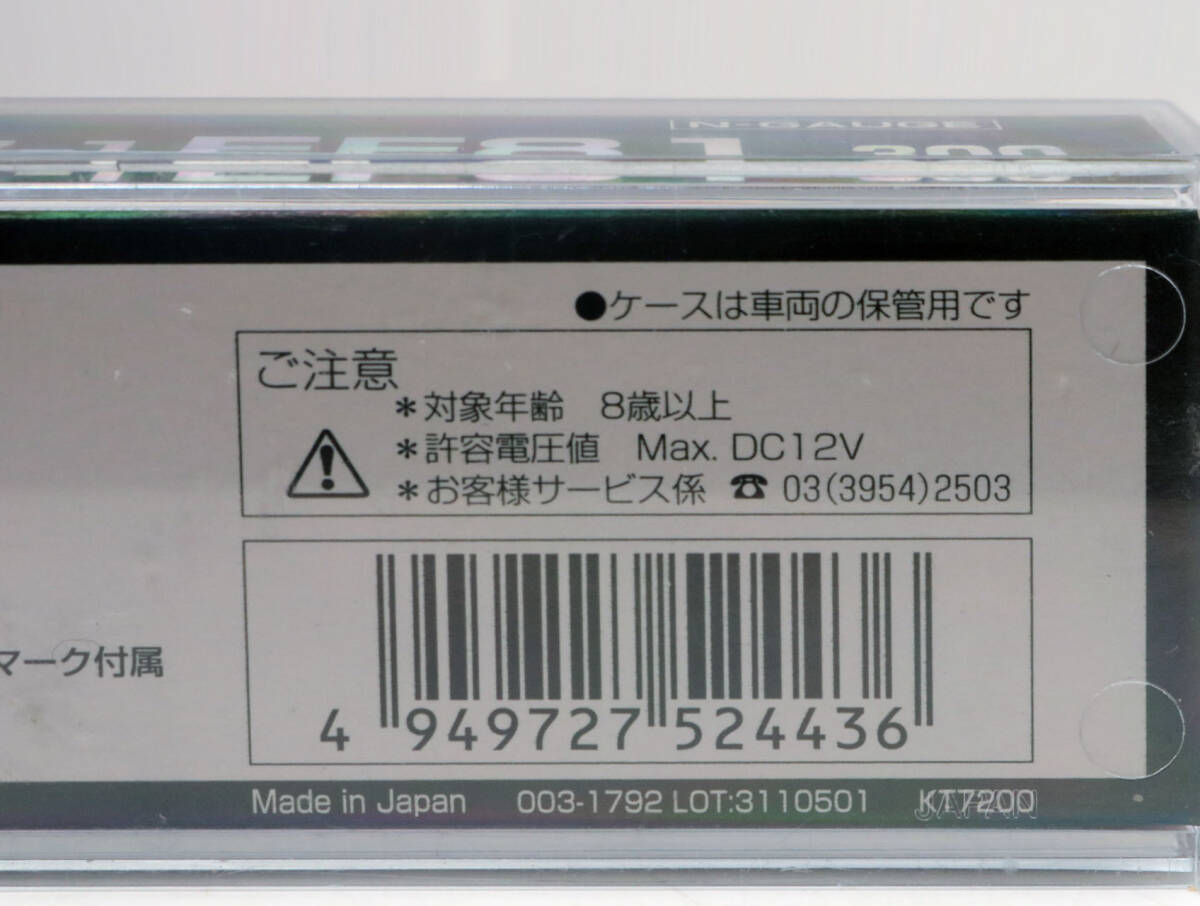 N-GAUGE
EF81 300
●ケースは車両の保管用です
ご注意
＊対象年齢 8歳以上
＊許容電圧値 Max. DC12V
＊お客様サービス係 ☎ 03(3954)2503
マーク付属
4 949727 524436
Made in Japan 003-1792 LOT:3110501 KT7200
JAPAN